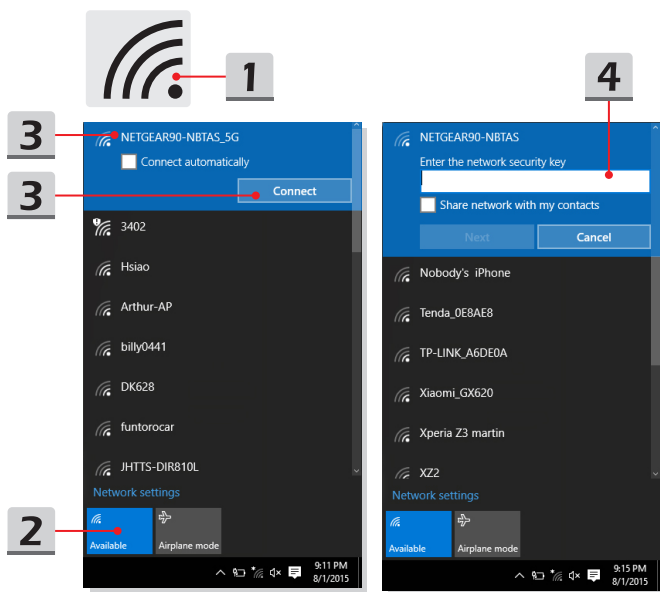 1
3
NETGEAR90-NBTAS_5G
Connect automatically
3
Connect
3402
Hsiao
Arthur-AP
billy0441
DK628
funtorocar
JHTTS-DIR810L
Network settings
2
Available
Airplane mode
9:11 PM
8/1/2015
4
NETGEAR90-NBTAS
Enter the network security key
Share network with my contacts
Next
Cancel
Nobody's iPhone
Tenda_0E8AE8
TP-LINK_A6DE0A
Xiaomi_GX620
Xperia Z3 martin
XZ2
Network settings
Available
Airplane mode
9:15 PM
8/1/2015